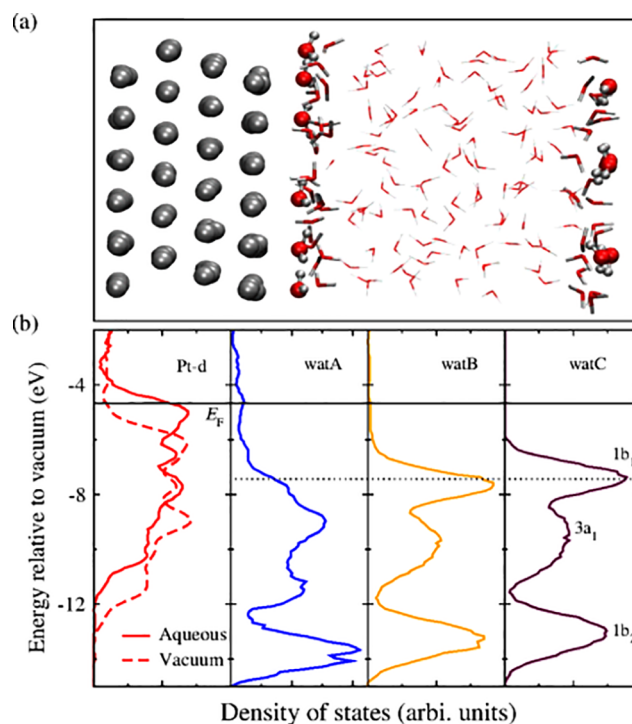 (a)
(b)
Pt-d
watA
watB
watC
-4
E_F
1b_1
-8
3a_1
-12
1b_2
Aqueous
Vacuum
Energy relative to vacuum (eV)
Density of states (arbi. units)